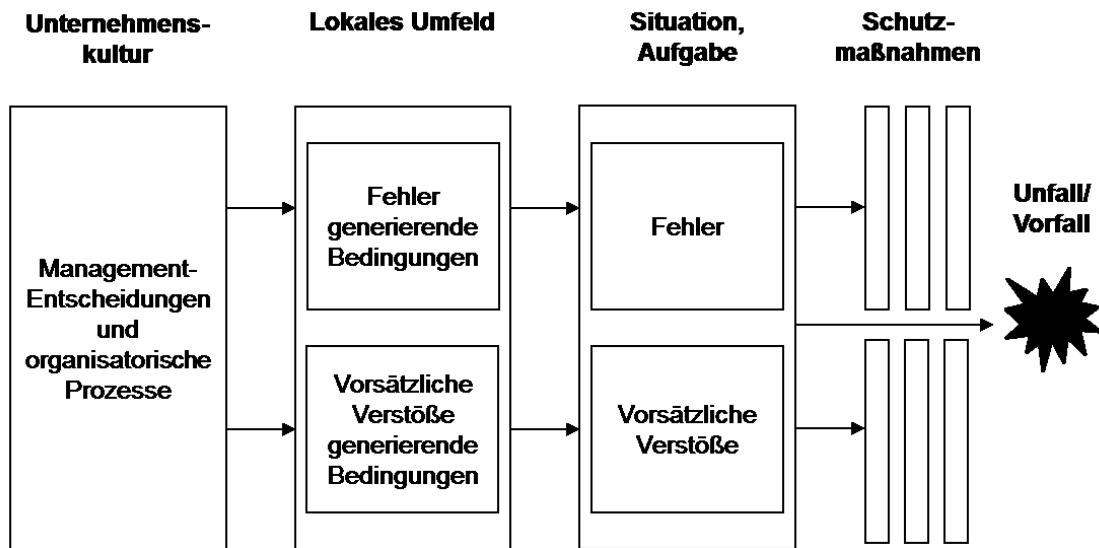 Unternehmens-
kultur
Lokales Umfeld
Situation,
Aufgabe
Schutz-
maßnahmen
Management-
Entscheidungen
und
organisatorische
Prozesse
Fehler
generierende
Bedingungen
Fehler
Vorsätzliche
Verstöße
generierende
Bedingungen
Vorsätzliche
Verstöße
Unfall/
Vorfall